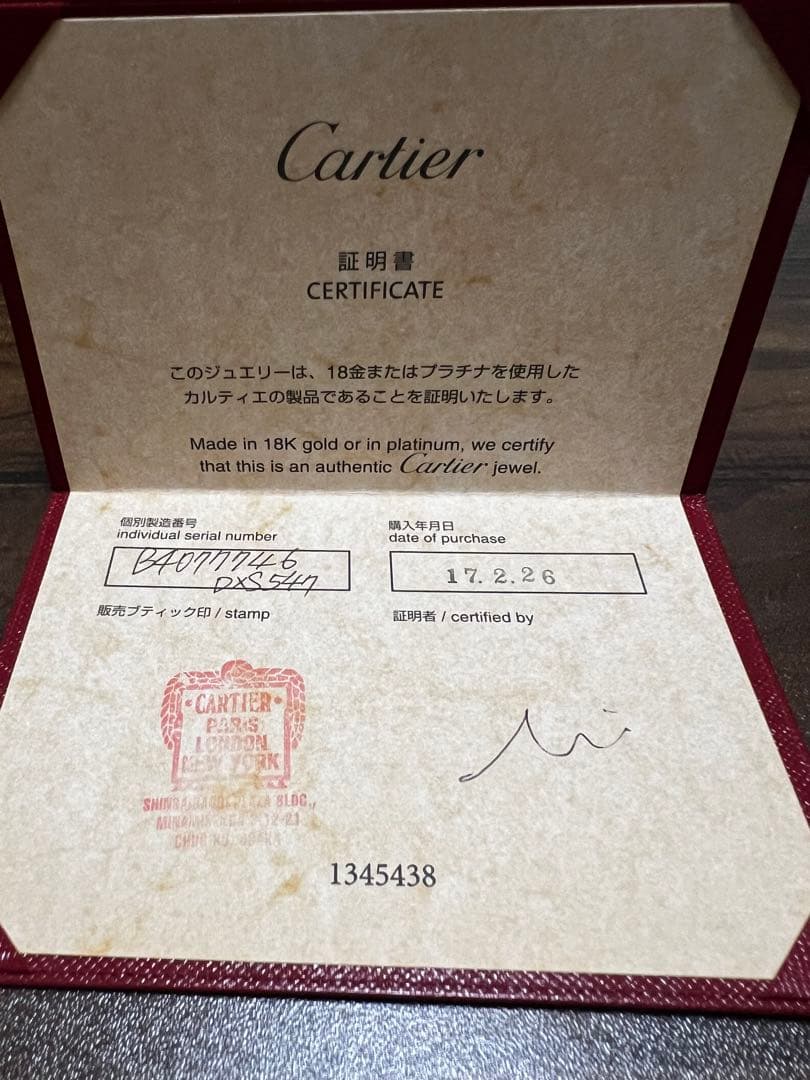 Cartier
証明書
CERTIFICATE
このジュエリーは、18金またはプラチナを使用した
カルティエの製品であることを証明いたします。
Made in 18K gold or in platinum, we certify
that this is an authentic Cartier jewel.
個別製造番号
individual serial number
B4077746
DXS547
購入年月日
date of purchase
17. 2. 26
販売ブティック印 / stamp
証明者 / certified by
CARTIER
PARIS
LONDON
NEW YORK
BLDG.,
1345438